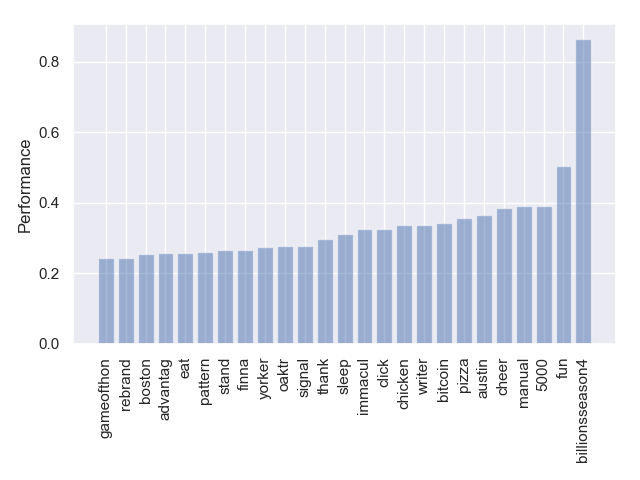 0.8
0.6
0.4
0.2
0.0
Performance
gameofthon
rebrand
boston
advantag
eat
pattern
stand
finna
yorker
oaktr
signal
thank
sleep
immacul
dick
chicken
writer
bitcoin
pizza
austin
cheer
manual
5000
fun
billionsseason4